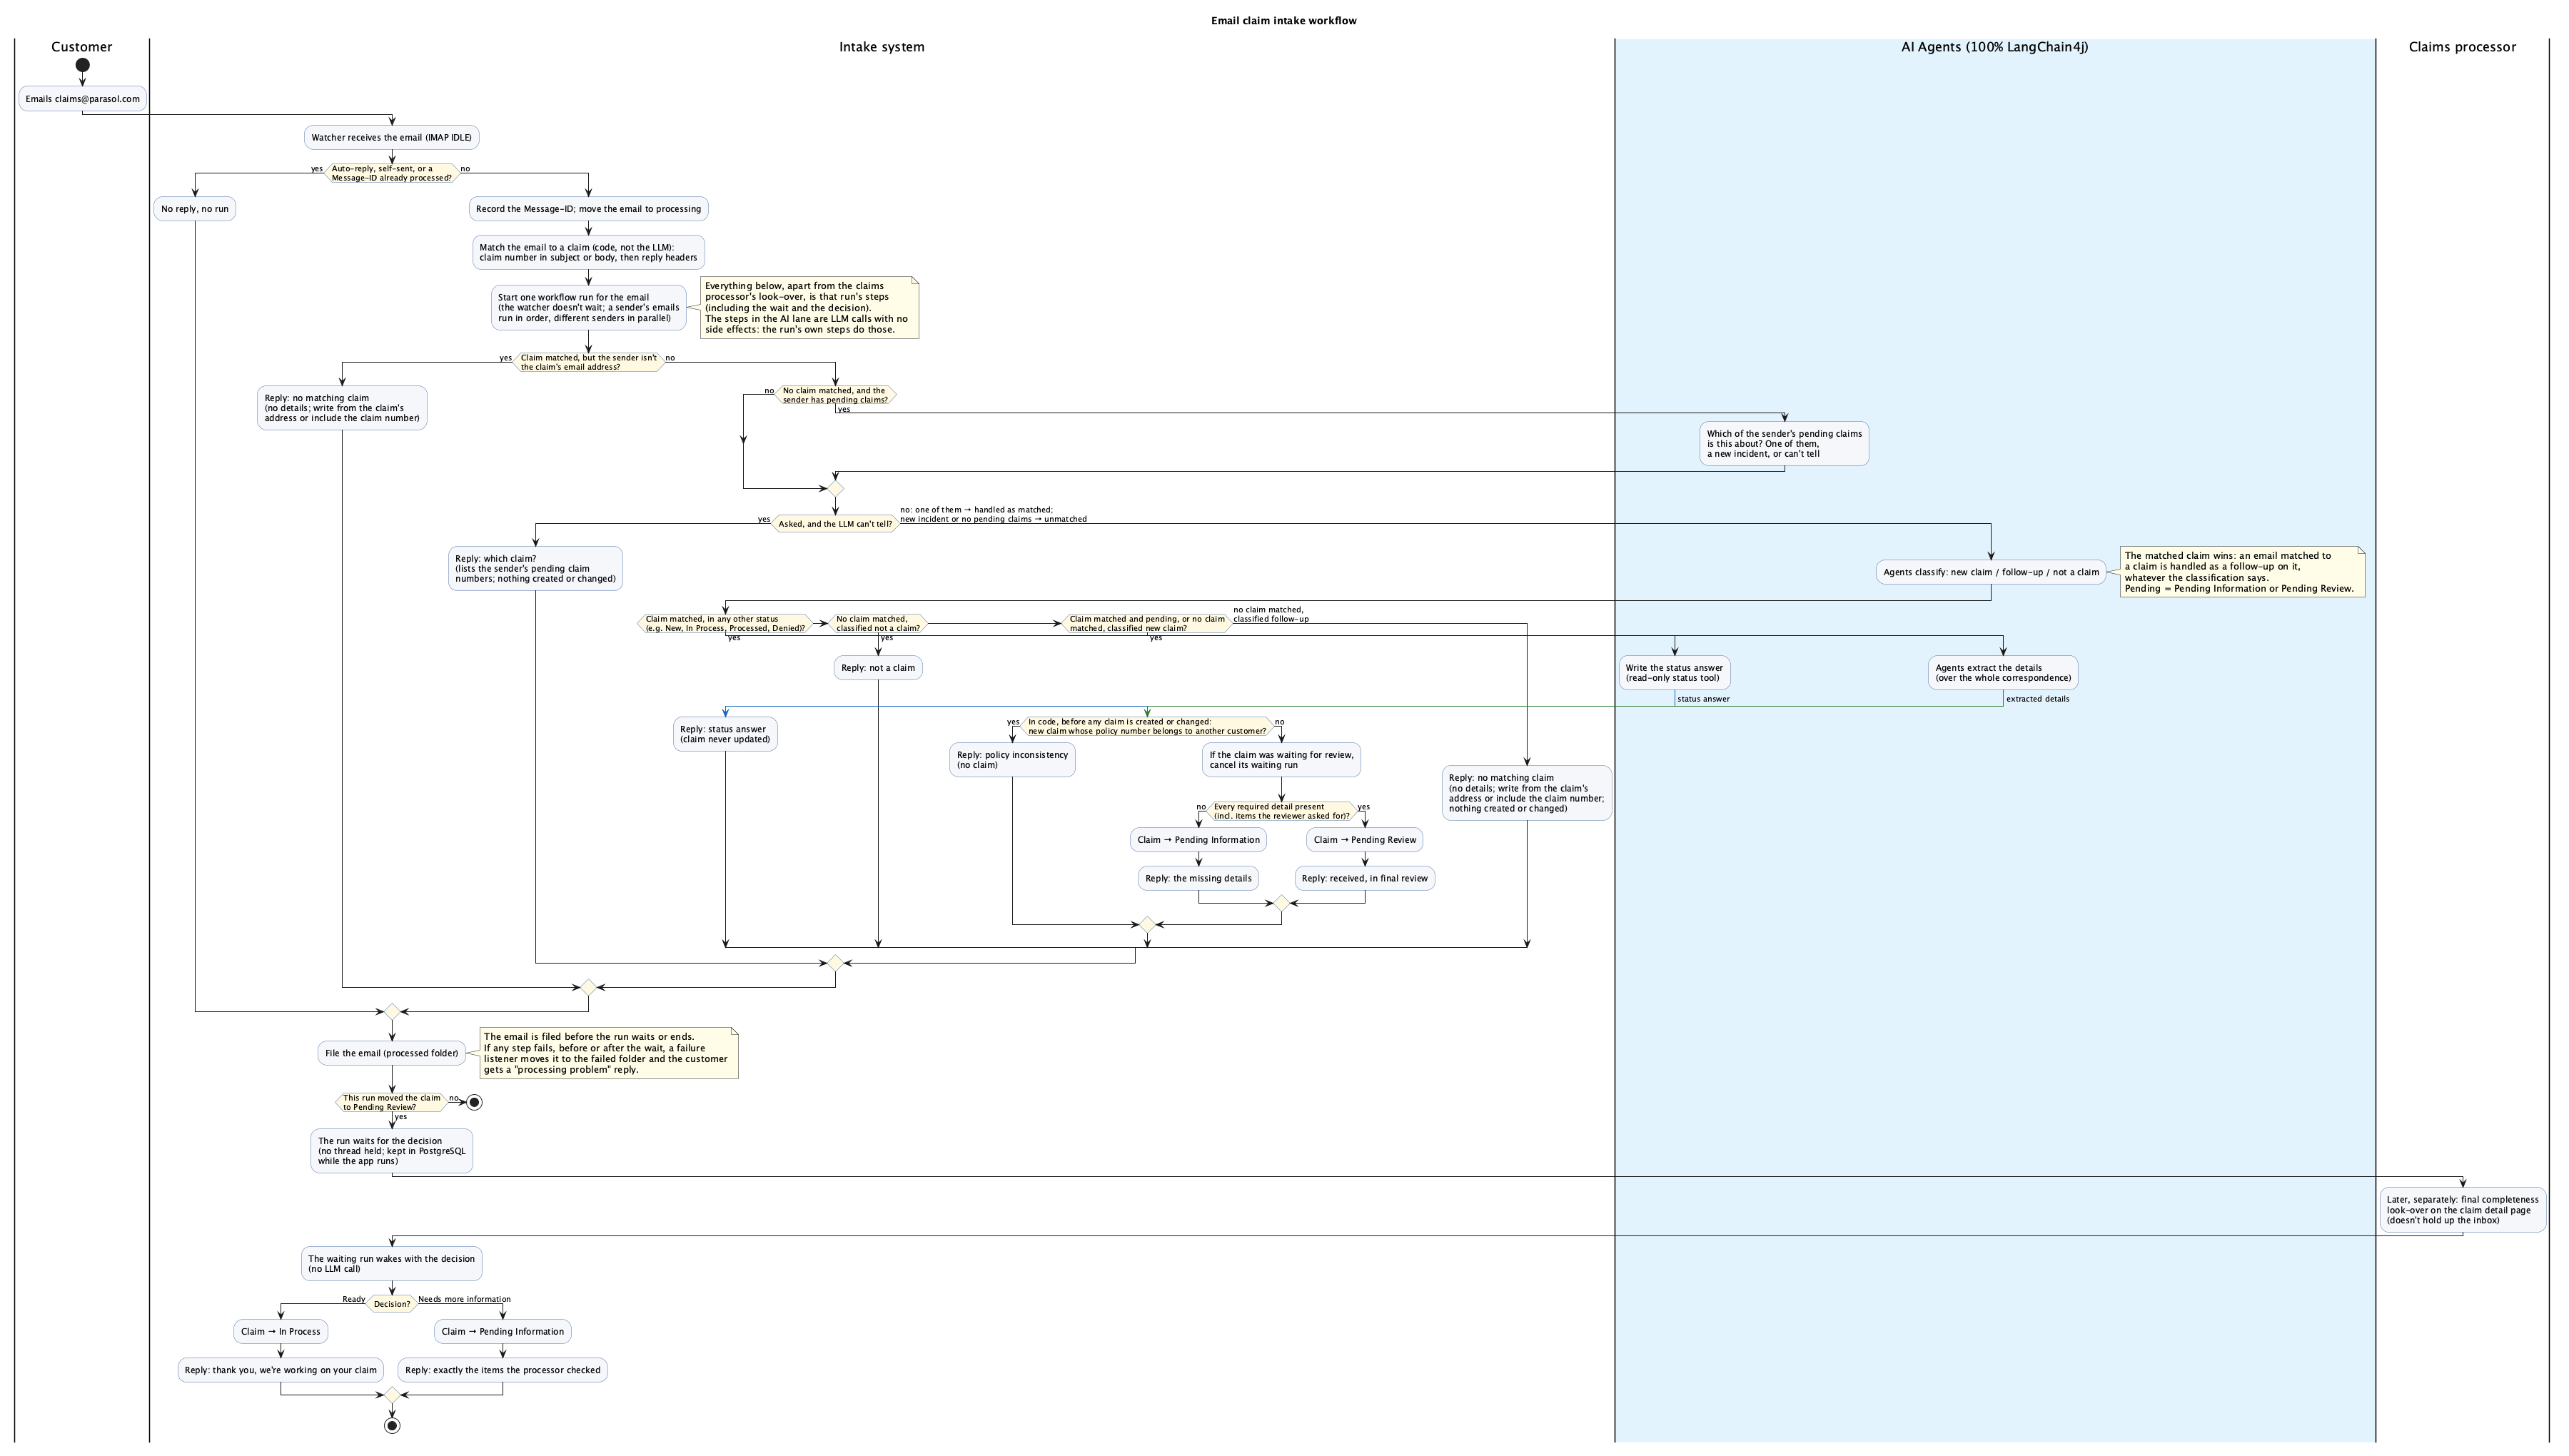 Email claim intake workflow
Customer
Intake system
AI Agents (100% LangChain4j)
Claims processor
Emails claims@parasol.com
Watcher receives the email (IMAP IDLE)
yes
Auto-reply, self-sent, or a
Message-ID already processed?
no
No reply, no run
Record the Message-ID; move the email to processing
Match the email to a claim (code, not the LLM):
claim number in subject or body, then reply headers
Start one workflow run for the email
(the watcher doesn't wait; a sender's emails
run in order, different senders in parallel)
Everything below, apart from the claims
processor's look-over, is that run's steps
(including the wait and the decision).
The steps in the AI lane are LLM calls with no
side effects: the run's own steps do those.
yes
Claim matched, but the sender isn't
the claim's email address?
no
Reply: no matching claim
(no details; write from the claim's
address or include the claim number)
no
No claim matched, and the
sender has pending claims?
yes
Which of the sender's pending claims
is this about? One of them,
a new incident, or can't tell
yes
Asked, and the LLM can't tell?
no: one of them → handled as matched;
new incident or no pending claims → unmatched
Reply: which claim?
(lists the sender's pending claim
numbers; nothing created or changed)
Agents classify: new claim / follow-up / not a claim
The matched claim wins: an email matched to
a claim is handled as a follow-up on it,
whatever the classification says.
Pending = Pending Information or Pending Review.
Claim matched, in any other status
(e.g. New, In Process, Processed, Denied)?
yes
No claim matched,
classified not a claim?
yes
Claim matched and pending, or no claim
matched, classified new claim?
yes
no claim matched,
classified follow-up
Reply: not a claim
Write the status answer
(read-only status tool)
status answer
Agents extract the details
(over the whole correspondence)
extracted details
Reply: status answer
(claim never updated)
yes
In code, before any claim is created or changed:
new claim whose policy number belongs to another customer?
no
Reply: policy inconsistency
(no claim)
If the claim was waiting for review,
cancel its waiting run
Reply: no matching claim
(no details; write from the claim's
address or include the claim number;
nothing created or changed)
no
Every required detail present
(incl. items the reviewer asked for)?
yes
Claim → Pending Information
Claim → Pending Review
Reply: the missing details
Reply: received, in final review
File the email (processed folder)
The email is filed before the run waits or ends.
If any step fails, before or after the wait, a failure
listener moves it to the failed folder and the customer
gets a "processing problem" reply.
This run moved the claim
to Pending Review?
no
yes
The run waits for the decision
(no thread held; kept in PostgreSQL
while the app runs)
Later, separately: final completeness
look-over on the claim detail page
(doesn't hold up the inbox)
The waiting run wakes with the decision
(no LLM call)
Ready
Decision?
Needs more information
Claim → In Process
Claim → Pending Information
Reply: thank you, we're working on your claim
Reply: exactly the items the processor checked